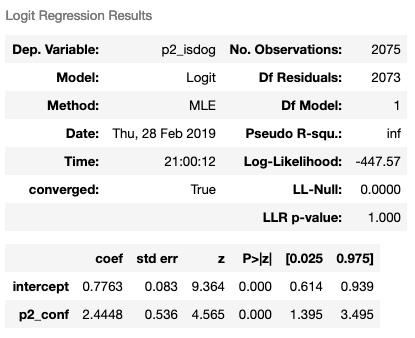 Logit Regression Results
Dep. Variable: p2_isdog No. Observations: 2075
Model: Logit Df Residuals: 2073
Method: MLE Df Model: 1
Date: Thu, 28 Feb 2019 Pseudo R-squ.: inf
Time: 21:00:12 Log-Likelihood: -447.57
converged: True LL-Null: 0.0000
LLR p-value: 1.000
coef std err z P>|z| [0.025 0.975]
intercept 0.7763 0.083 9.364 0.000 0.614 0.939
p2_conf 2.4448 0.536 4.565 0.000 1.395 3.495